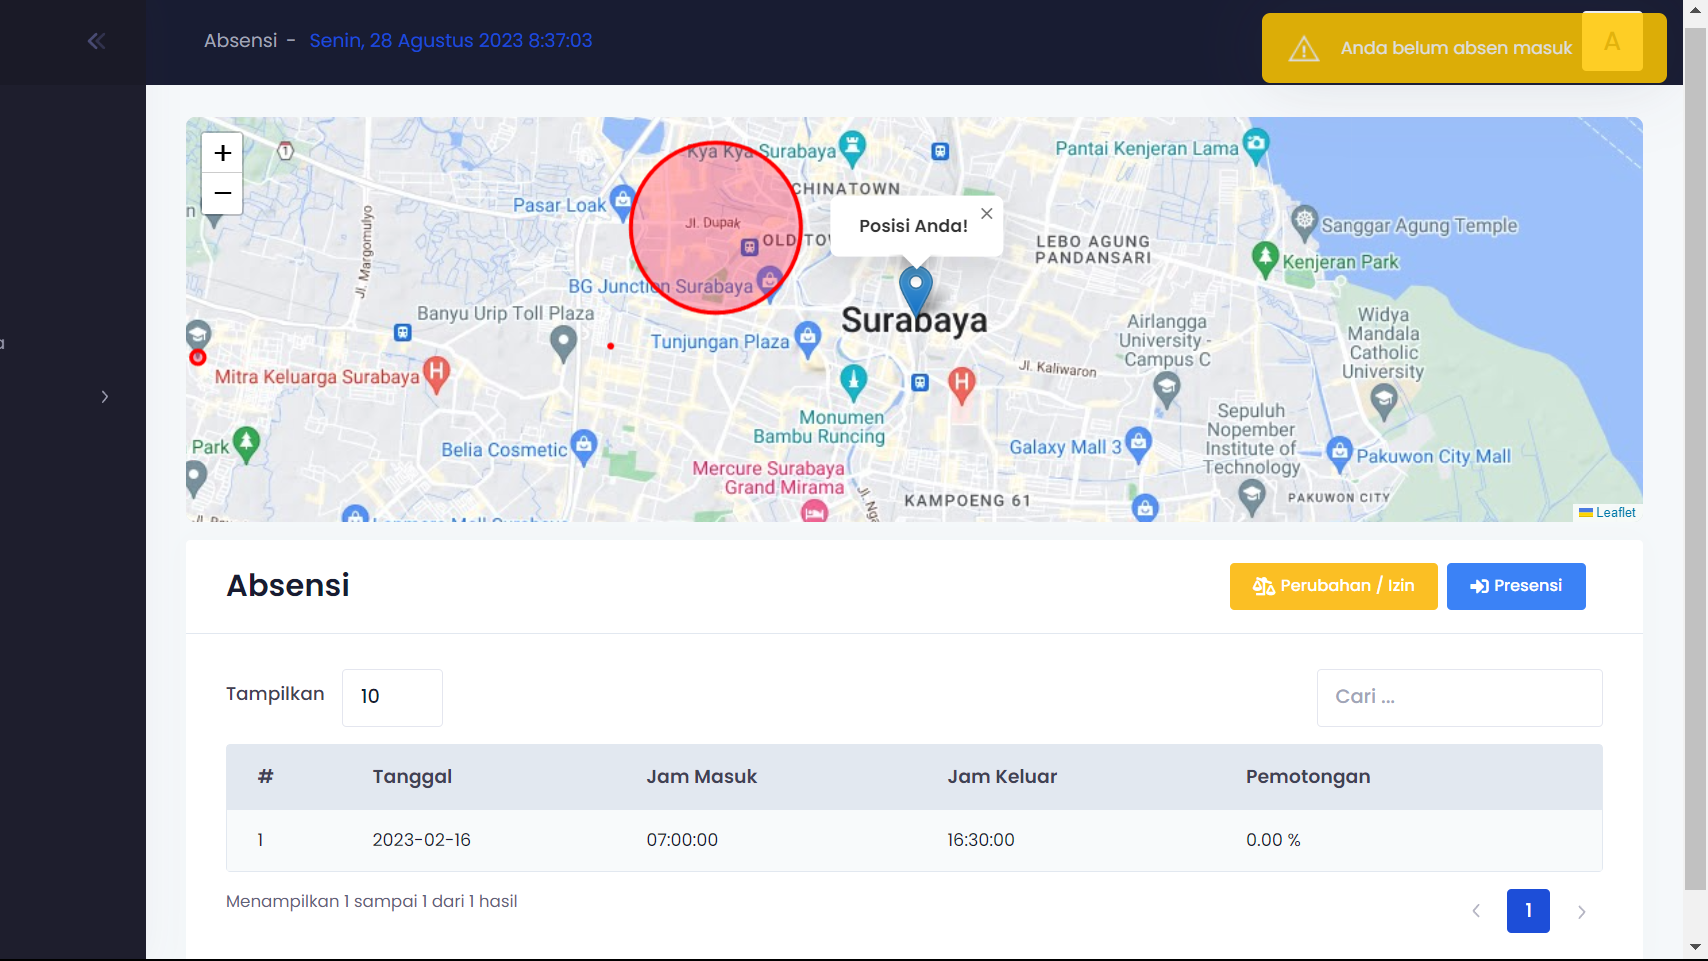 Absensi - Senin, 28 Agustus 2023 8:37:03
Anda belum absen masuk
A
+
−
1
Kya Kya Surabaya
Pantai Kenjeran Lama
CHINATOWN
Pasar Loak
n
Jl. Margomulyo
Jl. Dupak
Posisi Anda!
×
Sanggar Agung Temple
OLD TO
LEBO AGUNG
PANDANSARI
Kenjeran Park
BG Junction Surabaya
Banyu Urip Toll Plaza
Surabaya
Airlangga
University -
Campus C
Widya
Mandala
Catholic
University
Tunjungan Plaza
a
Mitra Keluarga Surabaya
H
H
Jl. Kaliwaron
Monumen
Bambu Runcing
Sepuluh
Nopember
Institute of
Technology
Park
Belia Cosmetic
Galaxy Mall 3
Pakuwon City Mall
Mercure Surabaya
Grand Mirama
KAMPOENG 61
PAKUWON CITY
Leaflet
Absensi
Perubahan / Izin
Presensi
Tampilkan 10
Cari ...
# Tanggal Jam Masuk Jam Keluar Pemotongan
1 2023-02-16 07:00:00 16:30:00 0.00 %
Menampilkan 1 sampai 1 dari 1 hasil
1